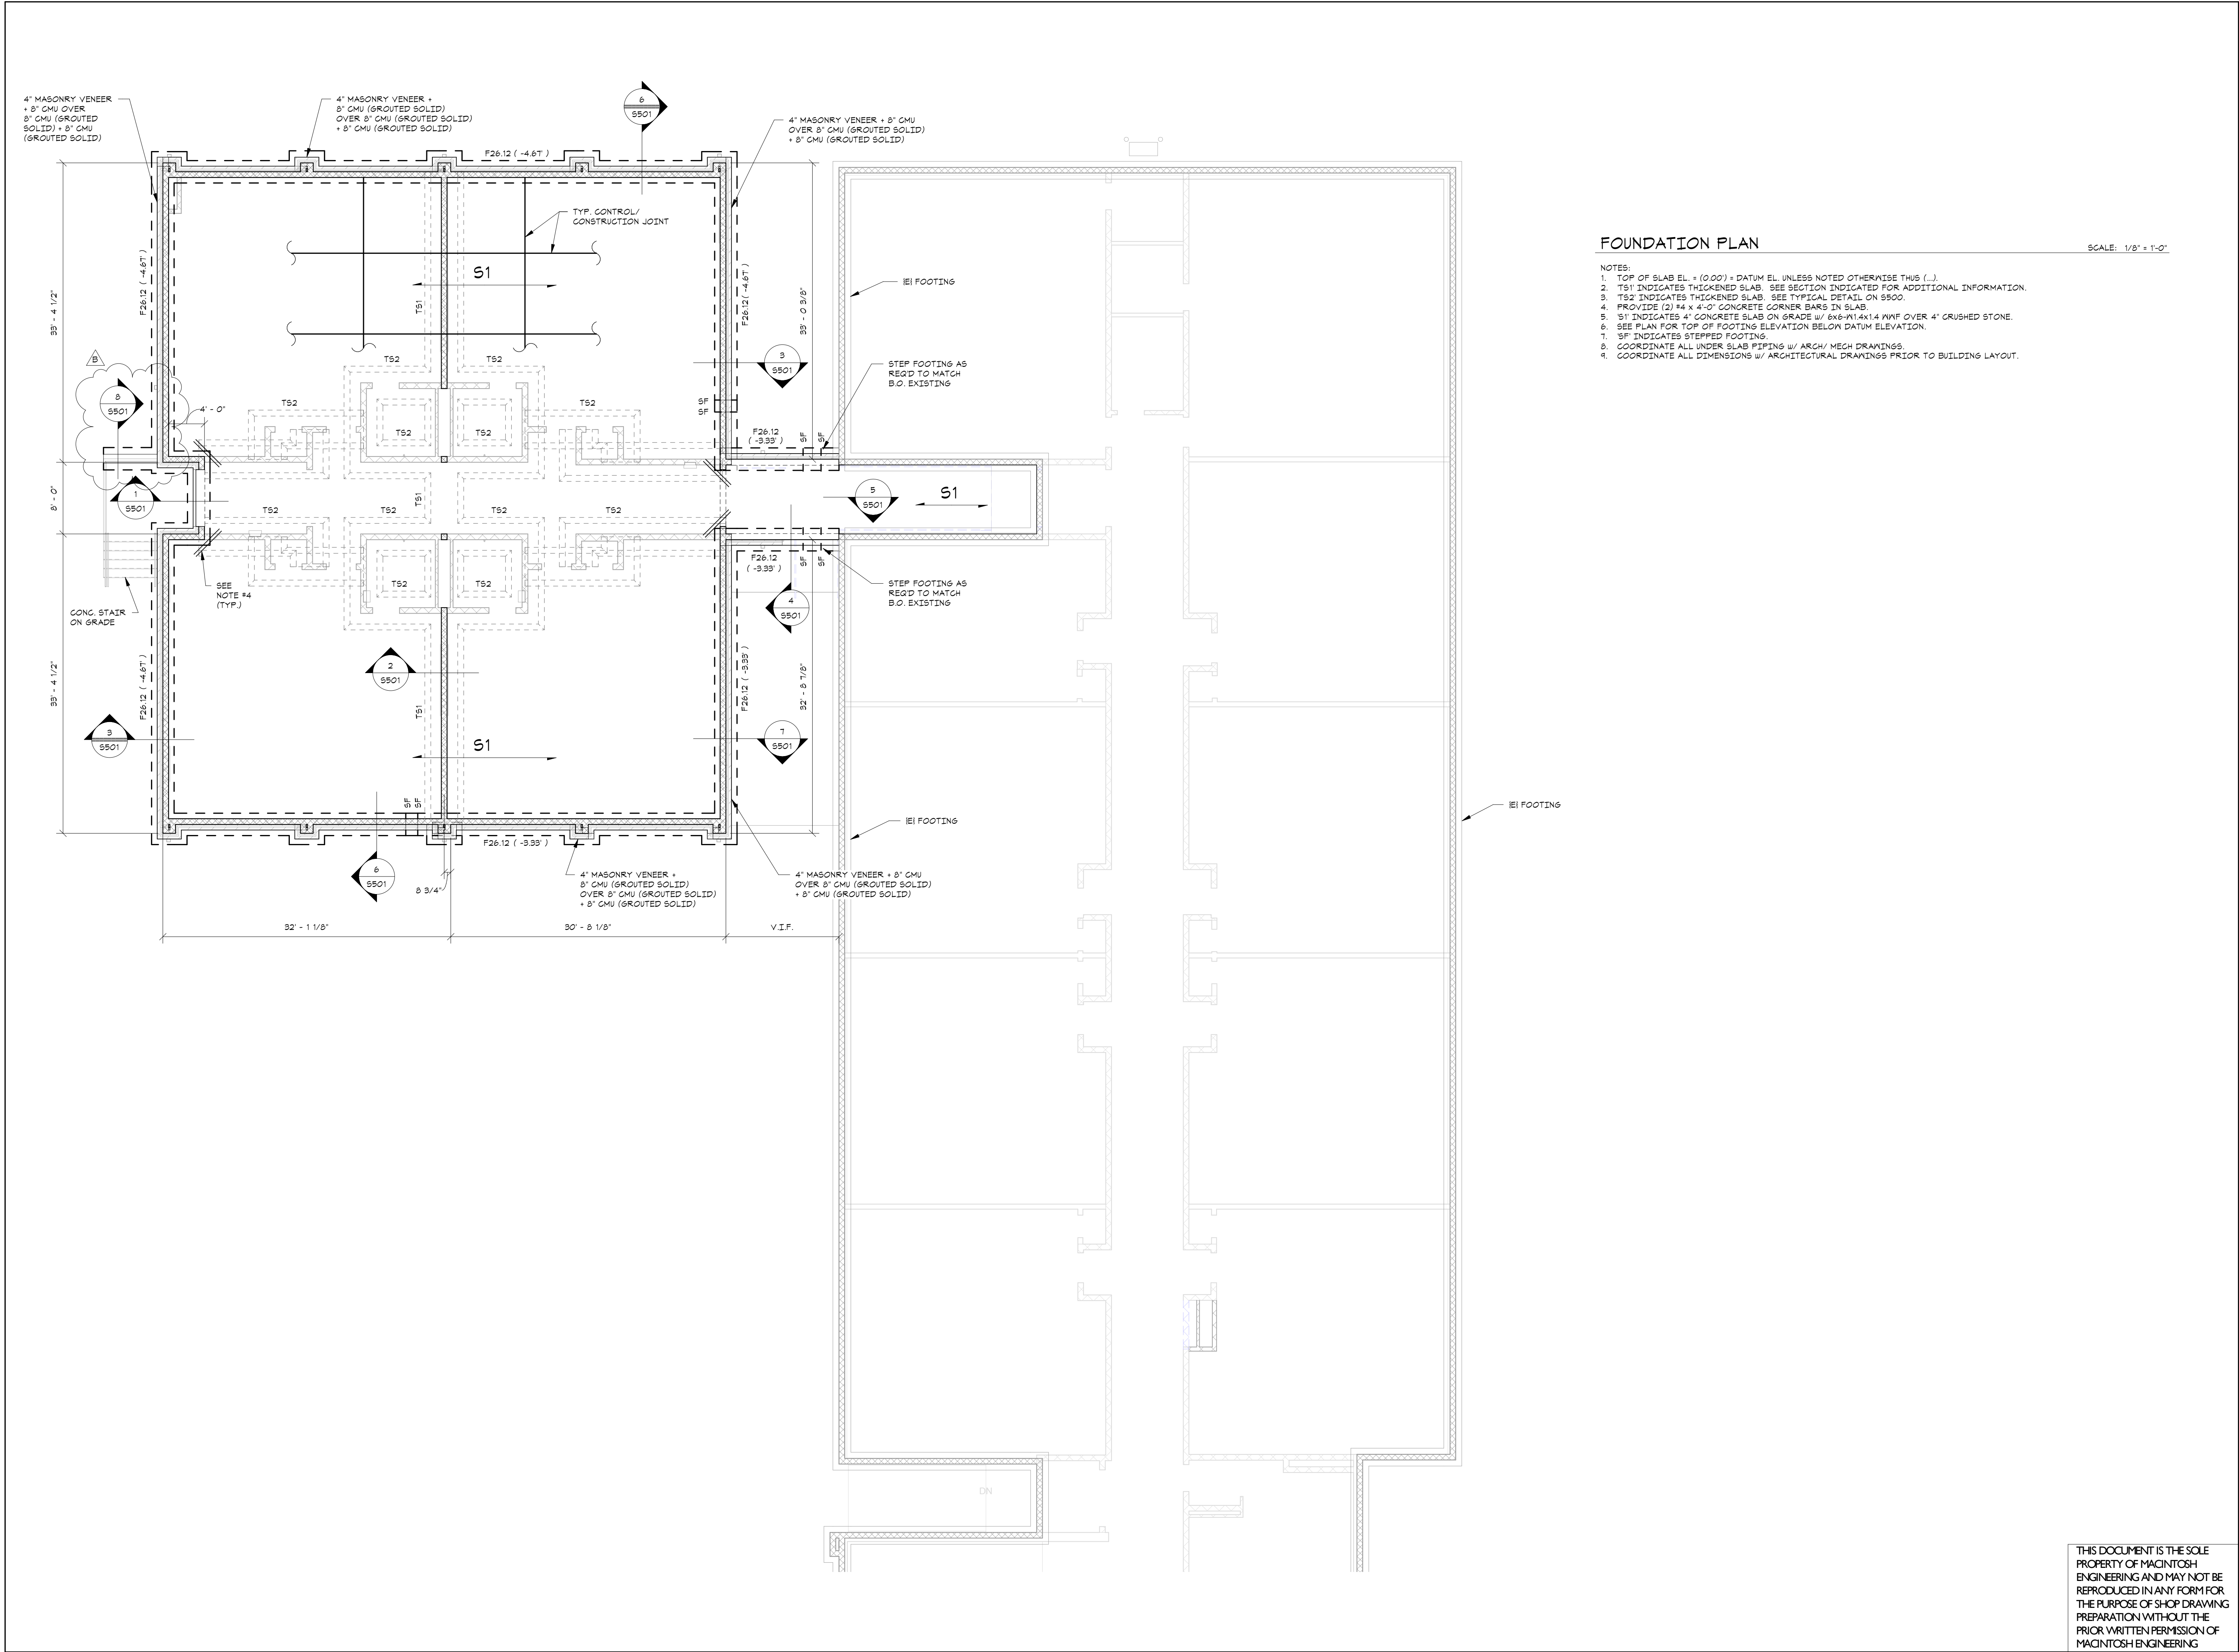 4" MASONRY VENEER
+ 8" CMU OVER
8" CMU (GROUTED
SOLID) + 8" CMU
(GROUTED SOLID)
4" MASONRY VENEER +
8" CMU (GROUTED SOLID)
OVER 8" CMU (GROUTED SOLID)
+ 8" CMU (GROUTED SOLID)
6
S501
4" MASONRY VENEER + 8" CMU
OVER 8" CMU (GROUTED SOLID)
+ 8" CMU (GROUTED SOLID)
F26.12 ( -4.67' )
TYP. CONTROL/
CONSTRUCTION JOINT
S1
TS1
F26.12 ( -4.67' )
33' - 4 1/2"
F26.12 ( -4.67' )
33' - 0 3/8"
|E| FOOTING
B
8
S501
4' - 0"
TS2
TS2
TS2
TS2
TS2
TS2
3
S501
SF
SF
STEP FOOTING AS
REQ'D TO MATCH
B.O. EXISTING
F26.12
( -3.33' )
SF
SF
8' - 0"
1
S501
TS1
TS2
TS2
TS2
TS2
5
S501
S1
SEE
NOTE #4
(TYP.)
TS2
TS2
F26.12
( -3.33' )
SF
SF
STEP FOOTING AS
REQ'D TO MATCH
B.O. EXISTING
4
S501
CONC. STAIR
ON GRADE
33' - 4 1/2"
F26.12 ( -4.67' )
2
S501
TS1
F26.12 ( -3.33' )
32' - 8 7/8"
3
S501
S1
7
S501
SF
SF
|E| FOOTING
|E| FOOTING
F26.12 ( -3.33' )
6
S501
8 3/4"
4" MASONRY VENEER +
8" CMU (GROUTED SOLID)
OVER 8" CMU (GROUTED SOLID)
+ 8" CMU (GROUTED SOLID)
4" MASONRY VENEER + 8" CMU
OVER 8" CMU (GROUTED SOLID)
+ 8" CMU (GROUTED SOLID)
32' - 1 1/8"
30' - 8 1/8"
V.I.F.
DN
FOUNDATION PLAN
SCALE: 1/8" = 1'-0"
NOTES:
1. TOP OF SLAB EL. = (0.00') = DATUM EL. UNLESS NOTED OTHERWISE THUS (...).
2. 'TS1' INDICATES THICKENED SLAB. SEE SECTION INDICATED FOR ADDITIONAL INFORMATION.
3. 'TS2' INDICATES THICKENED SLAB. SEE TYPICAL DETAIL ON S500.
4. PROVIDE (2) #4 x 4'-0" CONCRETE CORNER BARS IN SLAB.
5. 'S1' INDICATES 4" CONCRETE SLAB ON GRADE w/ 6x6-W1.4x1.4 WWF OVER 4" CRUSHED STONE.
6. SEE PLAN FOR TOP OF FOOTING ELEVATION BELOW DATUM ELEVATION.
7. 'SF' INDICATES STEPPED FOOTING.
8. COORDINATE ALL UNDER SLAB PIPING w/ ARCH/ MECH DRAWINGS.
9. COORDINATE ALL DIMENSIONS w/ ARCHITECTURAL DRAWINGS PRIOR TO BUILDING LAYOUT.
THIS DOCUMENT IS THE SOLE
PROPERTY OF MACINTOSH
ENGINEERING AND MAY NOT BE
REPRODUCED IN ANY FORM FOR
THE PURPOSE OF SHOP DRAWING
PREPARATION WITHOUT THE
PRIOR WRITTEN PERMISSION OF
MACINTOSH ENGINEERING